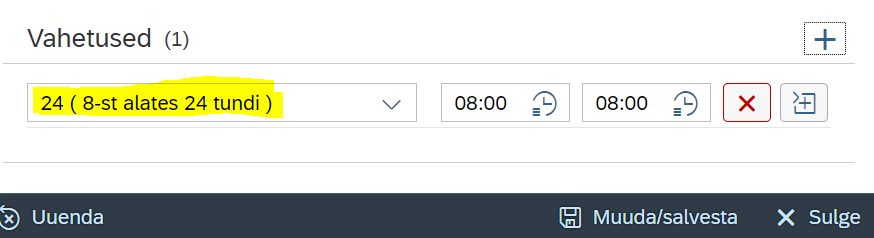 Vahetused (1)
24 ( 8-st alates 24 tundi ) 08:00 08:00
Uuenda Muuda/salvesta Sulge